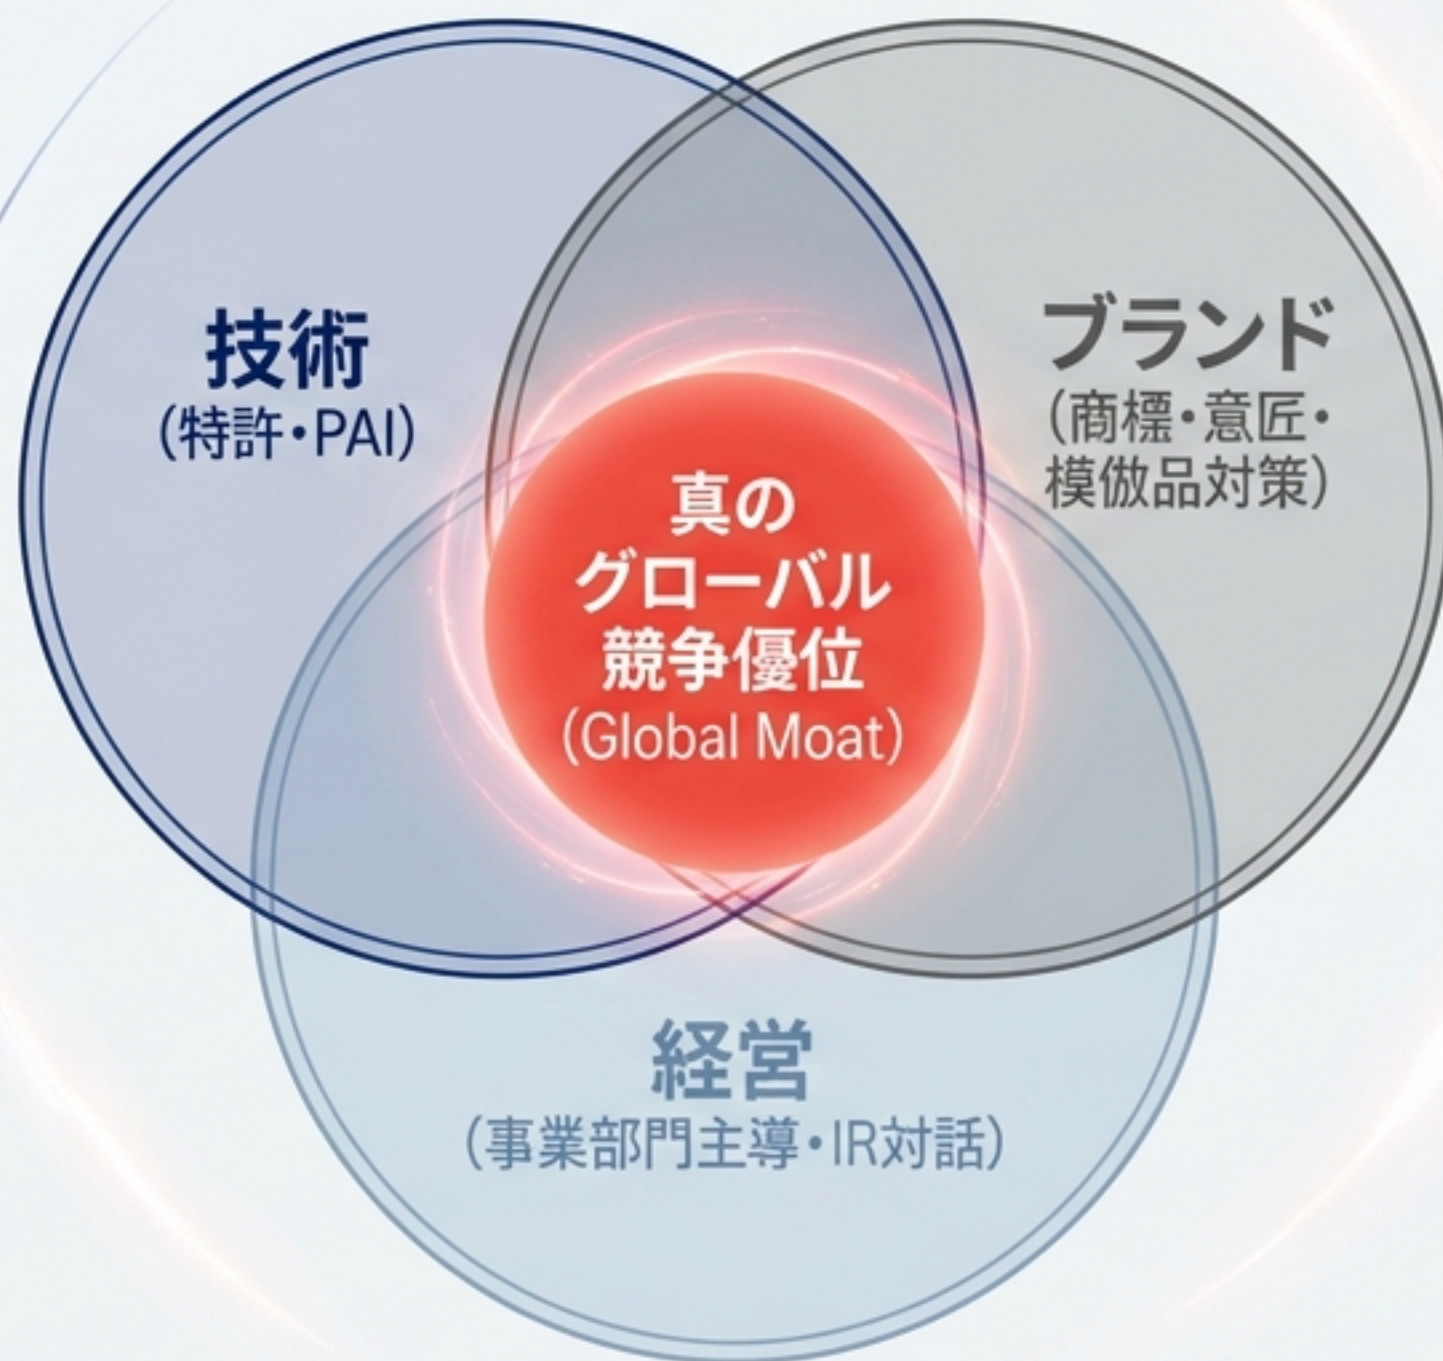 技術
(特許・PAI)
ブランド
(商標・意匠・
模倣品対策)
真の
グローバル
競争優位
(Global Moat)
経営
(事業部門主導・IR対話)